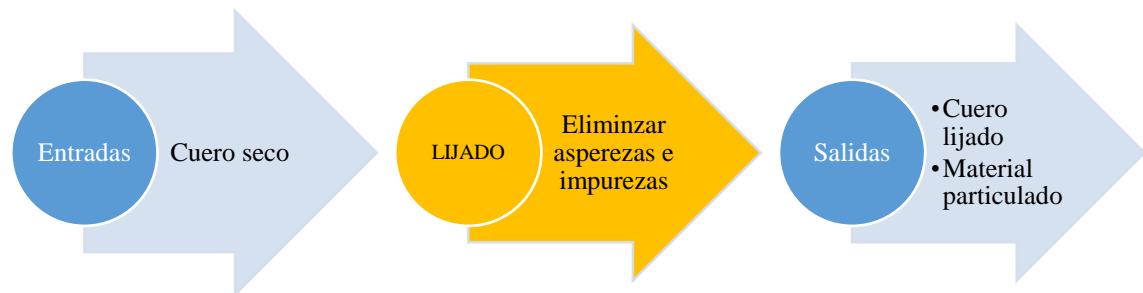 Entradas
Cuero seco
LIJADO
Eliminzar
asperezas e
impurezas
Salidas
•Cuero
lijado
•Material
particulado